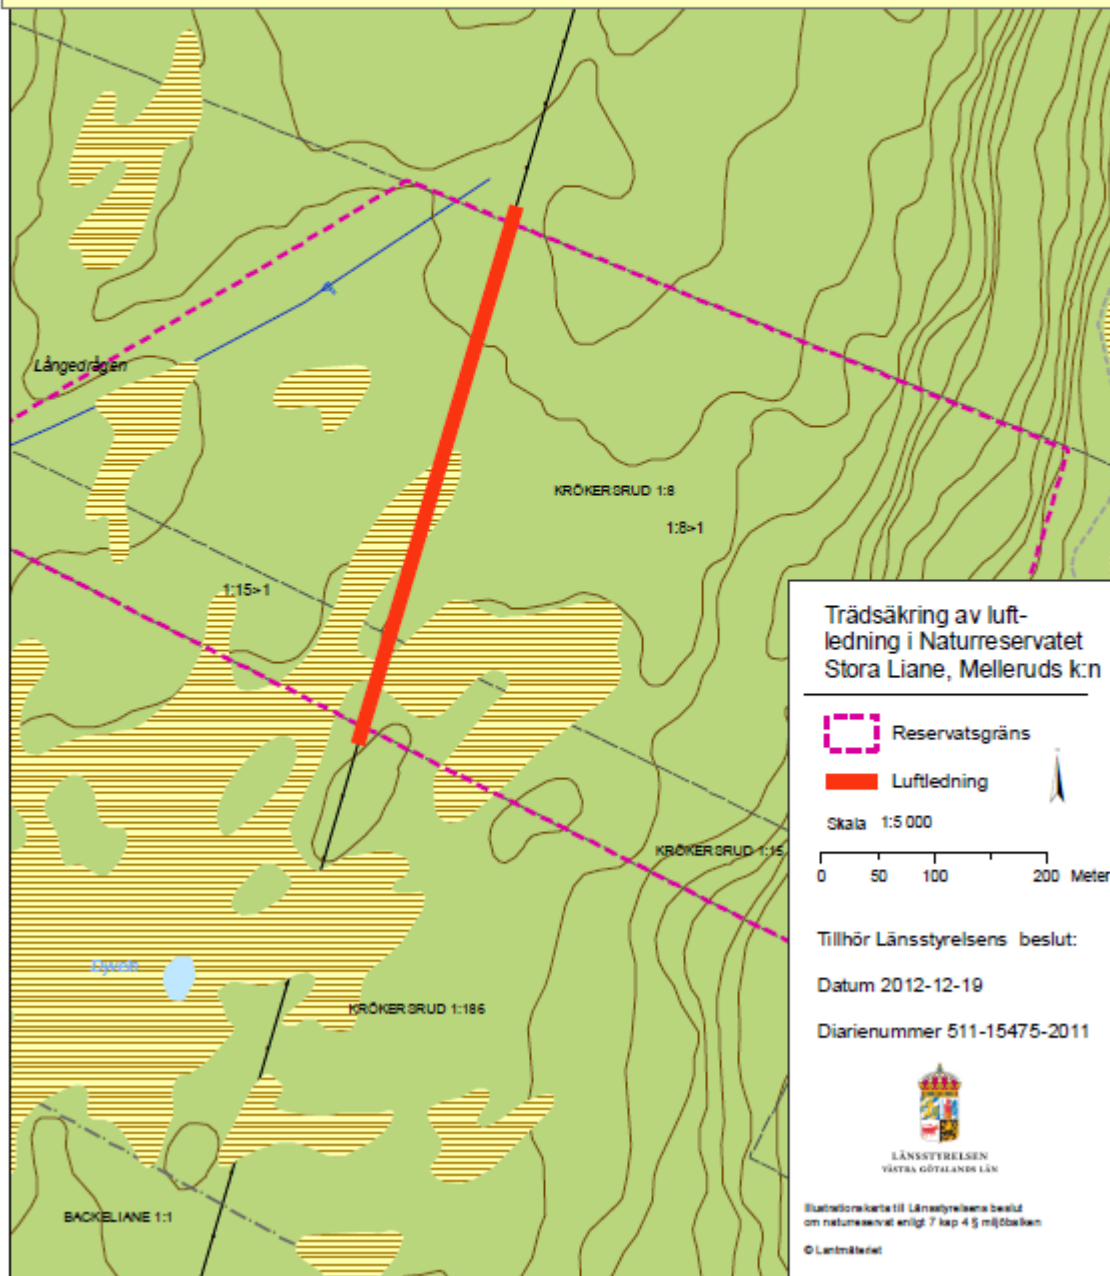 Långedrågen
KRÖKERSRUD 1:8
1:8>1
1:15>1
Trädsäkring av luft-
ledning i Naturreservatet
Stora Liane, Melleruds k:n
Reservatsgräns
Luftledning
Skala 1:5 000
0 50 100 200 Meter
KRÖKERSRUD 1:15
Tillhör Länsstyrelsens beslut:
Datum 2012-12-19
Diarienummer 511-15475-2011
KRÖKERSRUD 1:186
LÄNSSTYRELSEN
VÄSTRA GÖTALANDS LÄN
BACKELIANE 1:1
Illustrationskarta till Länsstyrelsens beslut
om naturreservat enligt 7 kap 4 § miljöbalken
© Lantmäteriet